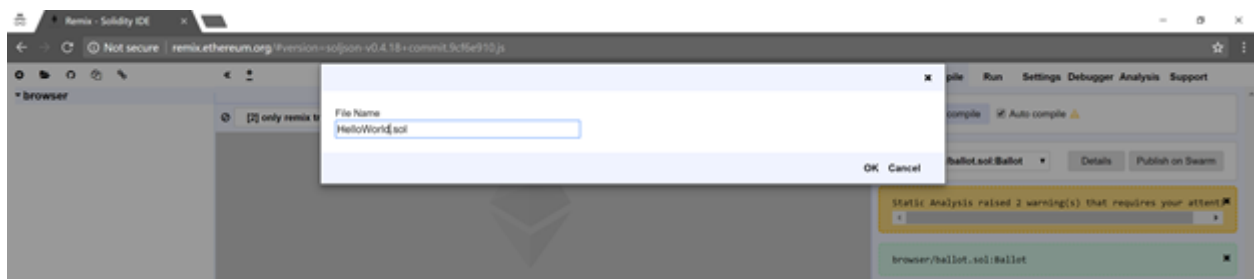 Remix - Solidity IDE
Not secure remix.ethereum.org/#version=soljson-v0.4.18+commit.9cf6e910.js
pile Run Settings Debugger Analysis Support
browser
File Name
HelloWorld.sol
[2] only remix tr
compile Auto compile
OK Cancel
/ballot.sol:Ballot Details Publish on Swarm
Static Analysis raised 2 warning(s) that requires your attent
browser/ballot.sol:Ballot